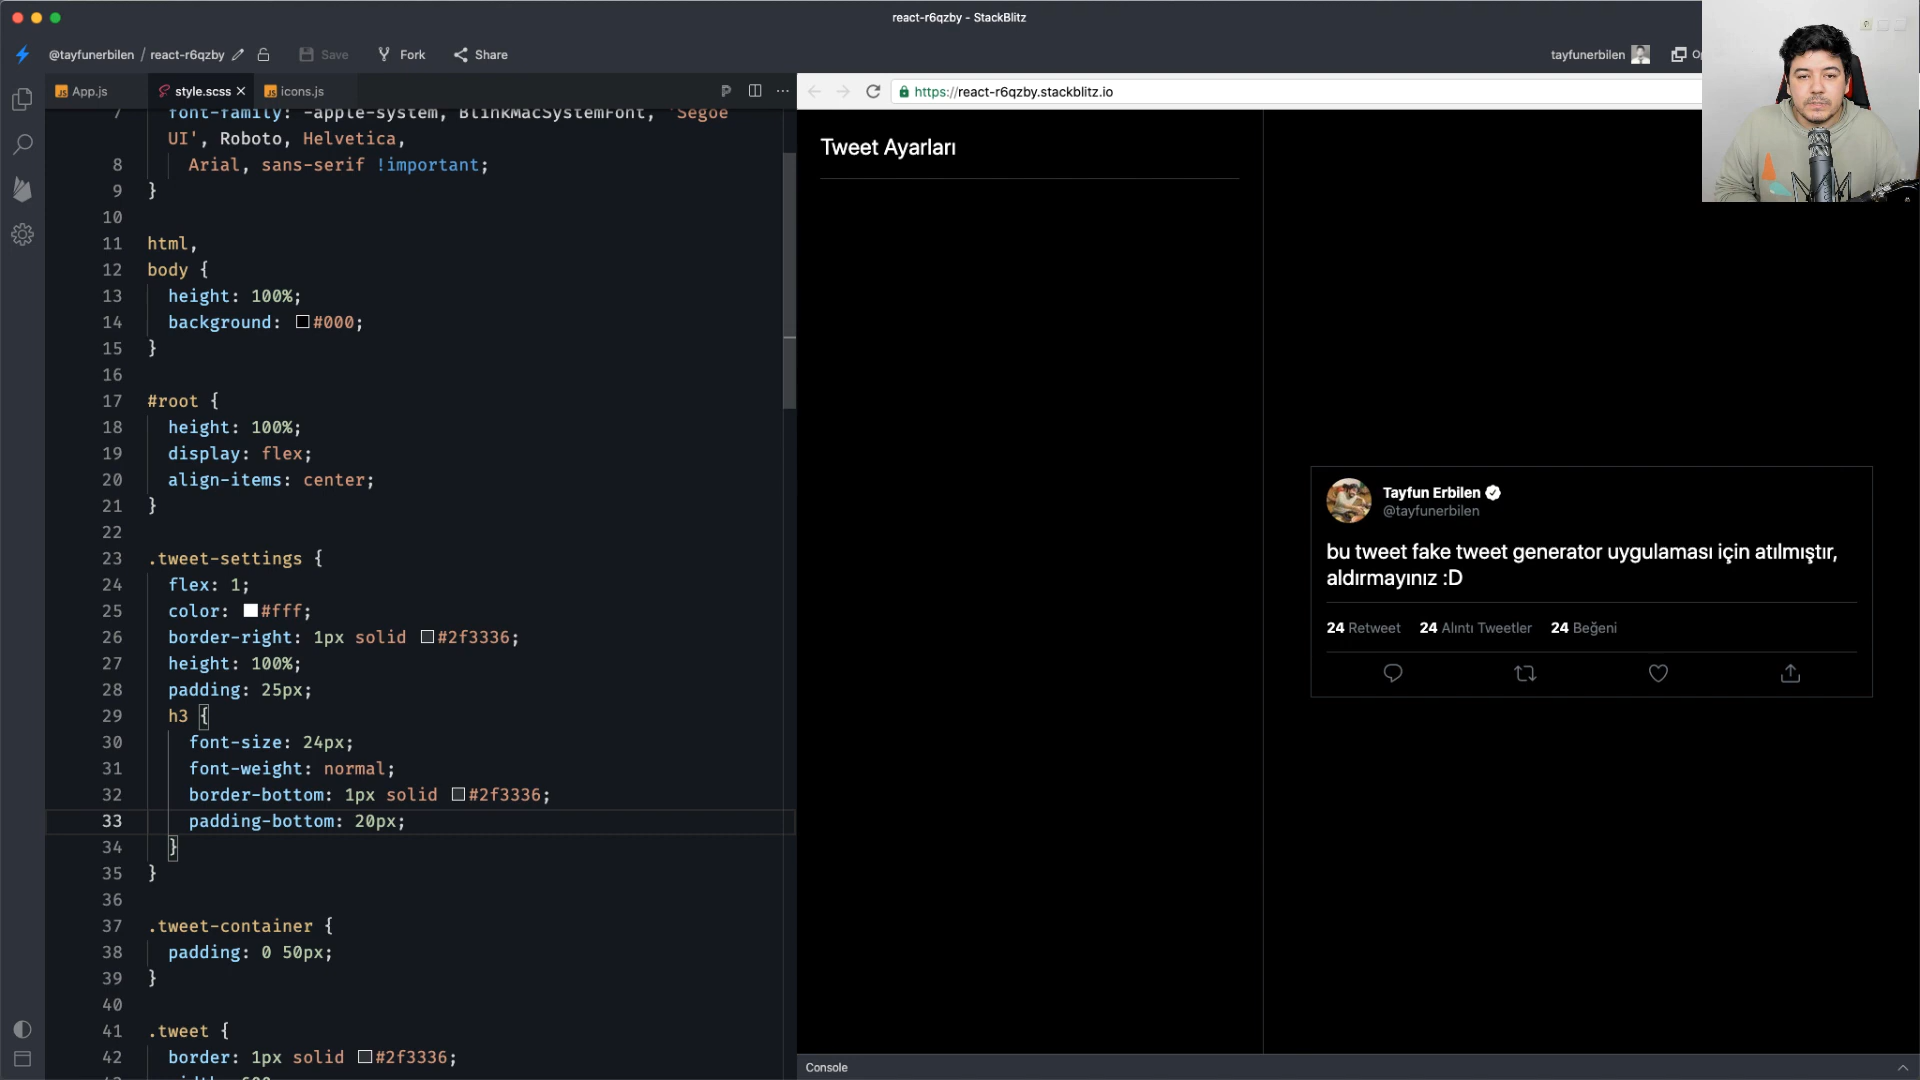 react-r6qzby - StackBlitz
@tayfunerbilen / react-r6qzby
Save
Fork
Share
tayfunerbilen
App.js
style.scss
icons.js
https://react-r6qzby.stackblitz.io
7 font-family: -apple-system, BlinkMacSystemFont, 'Segoe
UI', Roboto, Helvetica,
8 Arial, sans-serif !important;
9 }
10
11 html,
12 body {
13 height: 100%;
14 background: #000;
15 }
16
17 #root {
18 height: 100%;
19 display: flex;
20 align-items: center;
21 }
22
23 .tweet-settings {
24 flex: 1;
25 color: #fff;
26 border-right: 1px solid #2f3336;
27 height: 100%;
28 padding: 25px;
29 h3 {
30 font-size: 24px;
31 font-weight: normal;
32 border-bottom: 1px solid #2f3336;
33 padding-bottom: 20px;
34 }
35 }
36
37 .tweet-container {
38 padding: 0 50px;
39 }
40
41 .tweet {
42 border: 1px solid #2f3336;
Tweet Ayarları
Tayfun Erbilen
@tayfunerbilen
bu tweet fake tweet generator uygulaması için atılmıştır,
aldırmayınız :D
24 Retweet 24 Alıntı Tweetler 24 Beğeni
Console